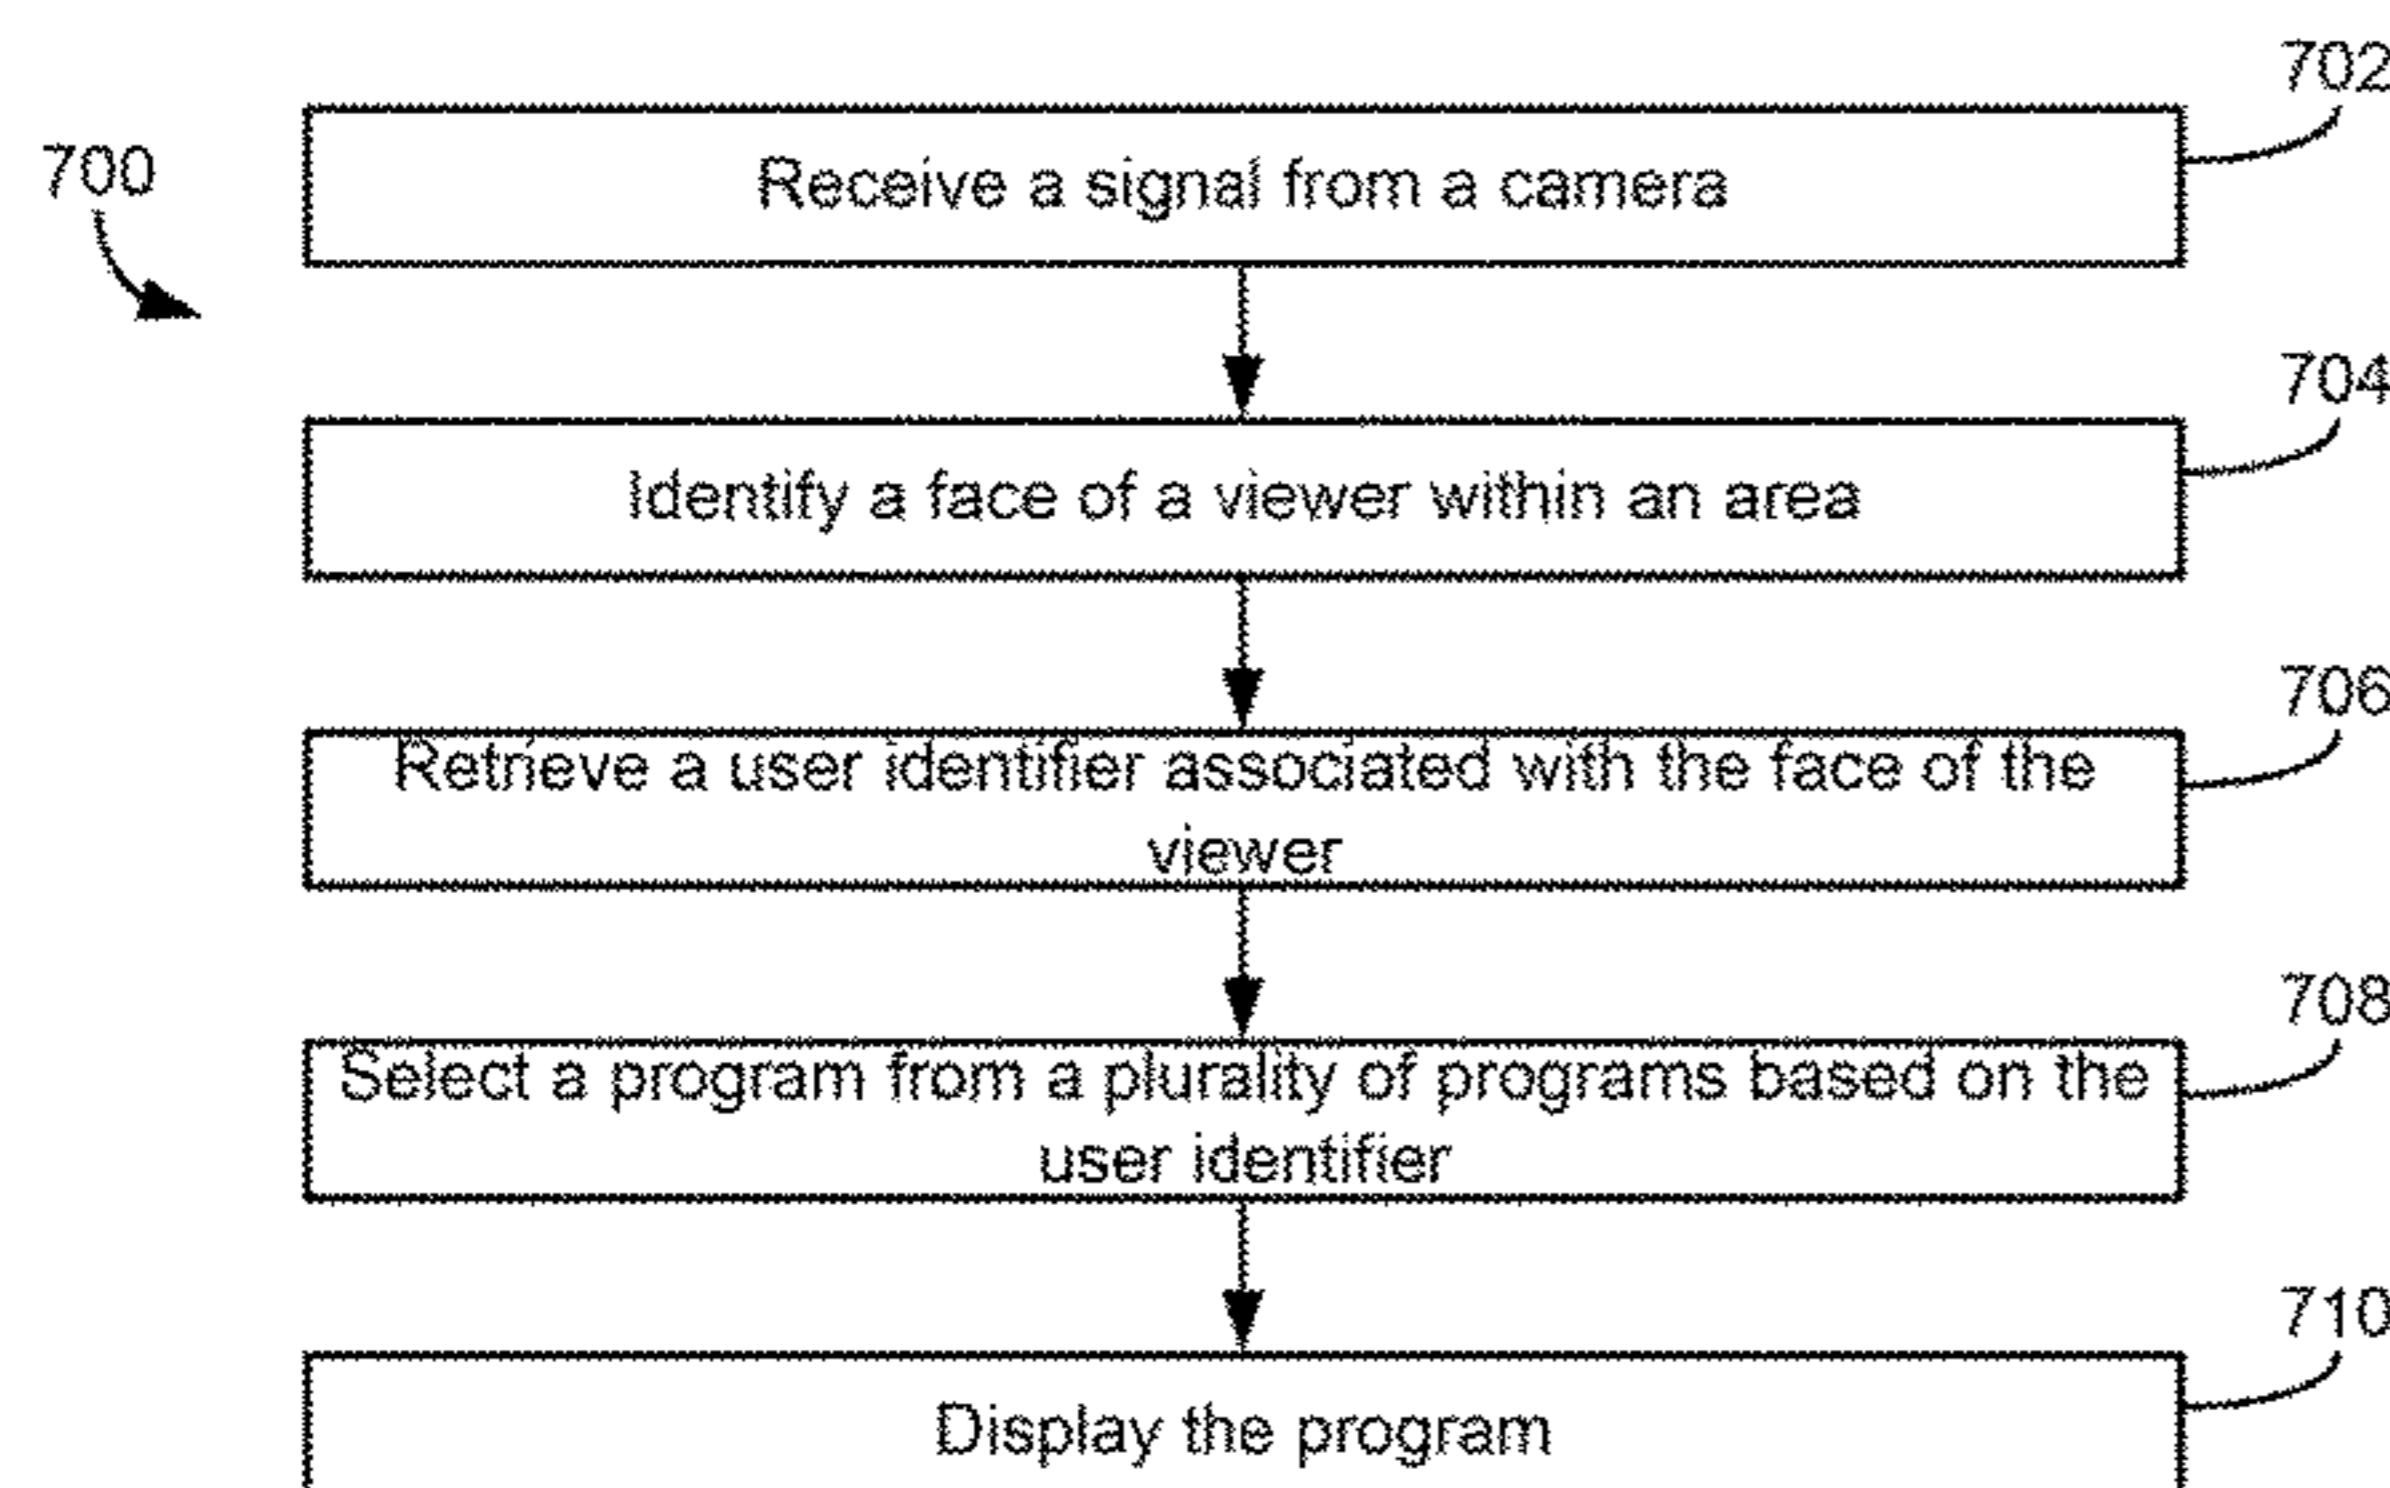 702
700
Receive a signal from a camera
704
Identify a face of a viewer within an area
706
Retrieve a user identifier associated with the face of the
viewer
708
Select a program from a plurality of programs based on the
user identifier
710
Display the program